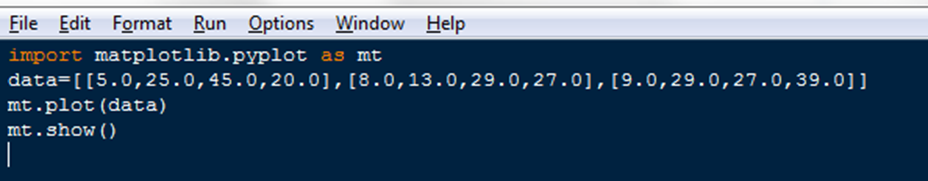 File Edit Format Run Options Window Help
import matplotlib.pyplot as mt
data=[[5.0,25.0,45.0,20.0],[8.0,13.0,29.0,27.0],[9.0,29.0,27.0,39.0]]
mt.plot(data)
mt.show()